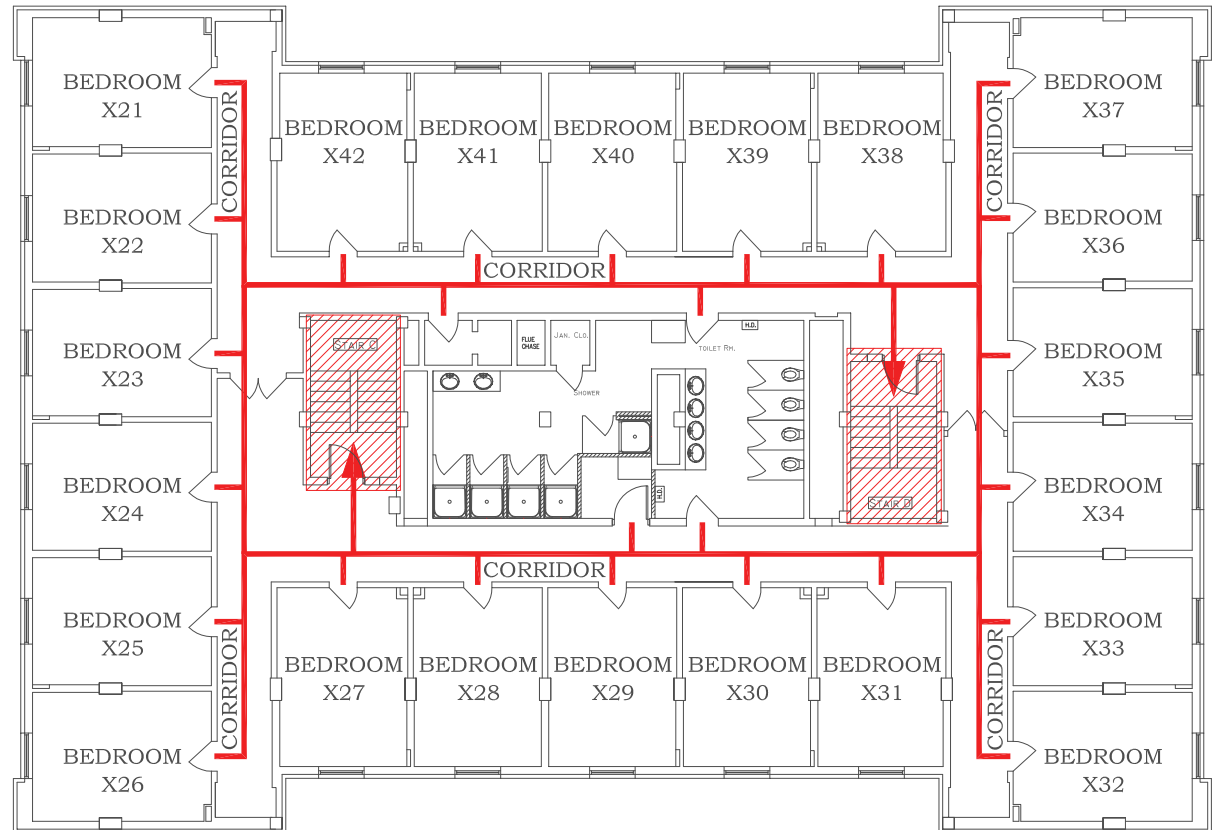 BEDROOM
X21
BEDROOM
X22
BEDROOM
X23
BEDROOM
X24
BEDROOM
X25
BEDROOM
X26
CORRIDOR
CORRIDOR
BEDROOM
X42
BEDROOM
X41
BEDROOM
X40
BEDROOM
X39
BEDROOM
X38
CORRIDOR
STAIR C
FLUE
CHASE
JAN. CLO.
SHOWER
TOILET RM.
H.D.
H.D.
STAIR D
CORRIDOR
BEDROOM
X27
BEDROOM
X28
BEDROOM
X29
BEDROOM
X30
BEDROOM
X31
CORRIDOR
CORRIDOR
BEDROOM
X37
BEDROOM
X36
BEDROOM
X35
BEDROOM
X34
BEDROOM
X33
BEDROOM
X32